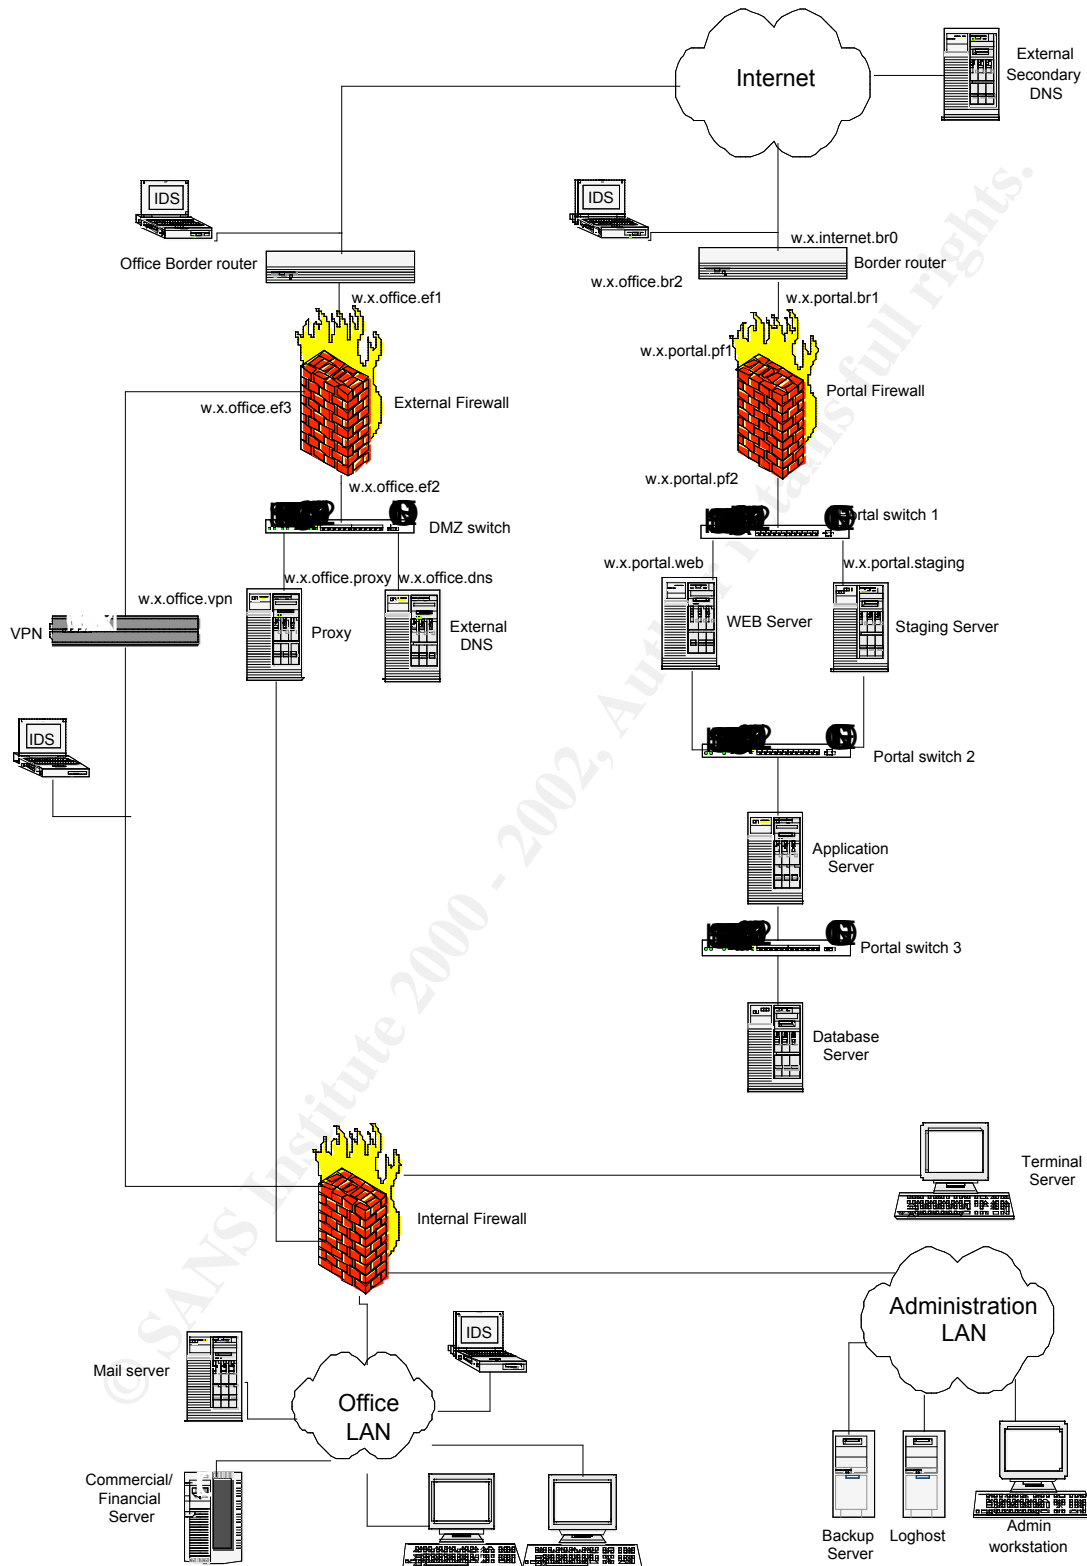 Internet
External
Secondary
DNS
IDS
IDS
w.x.internet.br0
Office Border router
Border router
w.x.office.br2
w.x.office.ef1
w.x.portal.br1
w.x.portal.pf1
External Firewall
Portal Firewall
w.x.office.ef3
w.x.office.ef2
w.x.portal.pf2
DMZ switch
Portal switch 1
w.x.portal.web
w.x.portal.staging
w.x.office.proxy
w.x.office.dns
w.x.office.vpn
VPN
Proxy
External
DNS
WEB Server
Staging Server
IDS
Portal switch 2
Application
Server
Portal switch 3
Database
Server
Terminal
Server
Internal Firewall
Administration
LAN
IDS
Mail server
Office
LAN
Commercial/
Financial
Server
Backup
Server
Loghost
Admin
workstation
© SANS Institute 2000 - 2002, Author retains full rights.